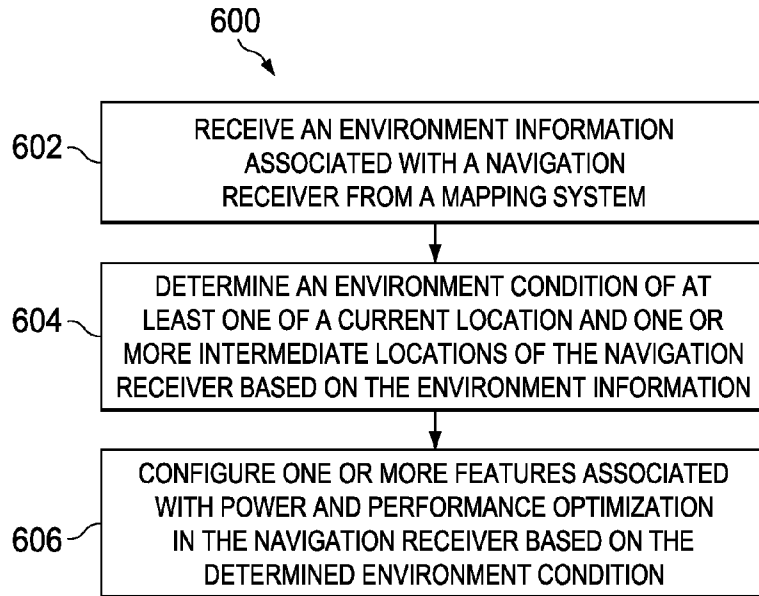 600
602
RECEIVE AN ENVIRONMENT INFORMATION
ASSOCIATED WITH A NAVIGATION
RECEIVER FROM A MAPPING SYSTEM
604
DETERMINE AN ENVIRONMENT CONDITION OF AT
LEAST ONE OF A CURRENT LOCATION AND ONE OR
MORE INTERMEDIATE LOCATIONS OF THE NAVIGATION
RECEIVER BASED ON THE ENVIRONMENT INFORMATION
606
CONFIGURE ONE OR MORE FEATURES ASSOCIATED
WITH POWER AND PERFORMANCE OPTIMIZATION
IN THE NAVIGATION RECEIVER BASED ON THE
DETERMINED ENVIRONMENT CONDITION